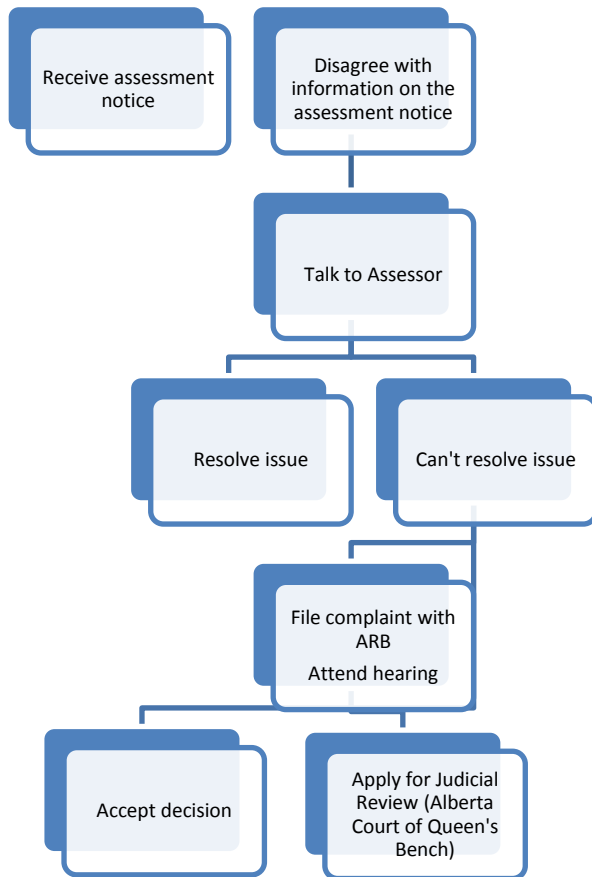 Receive assessment
notice
Disagree with
information on the
assessment notice
Talk to Assessor
Resolve issue
Can't resolve issue
File complaint with
ARB
Attend hearing
Accept decision
Apply for Judicial
Review (Alberta
Court of Queen's
Bench)